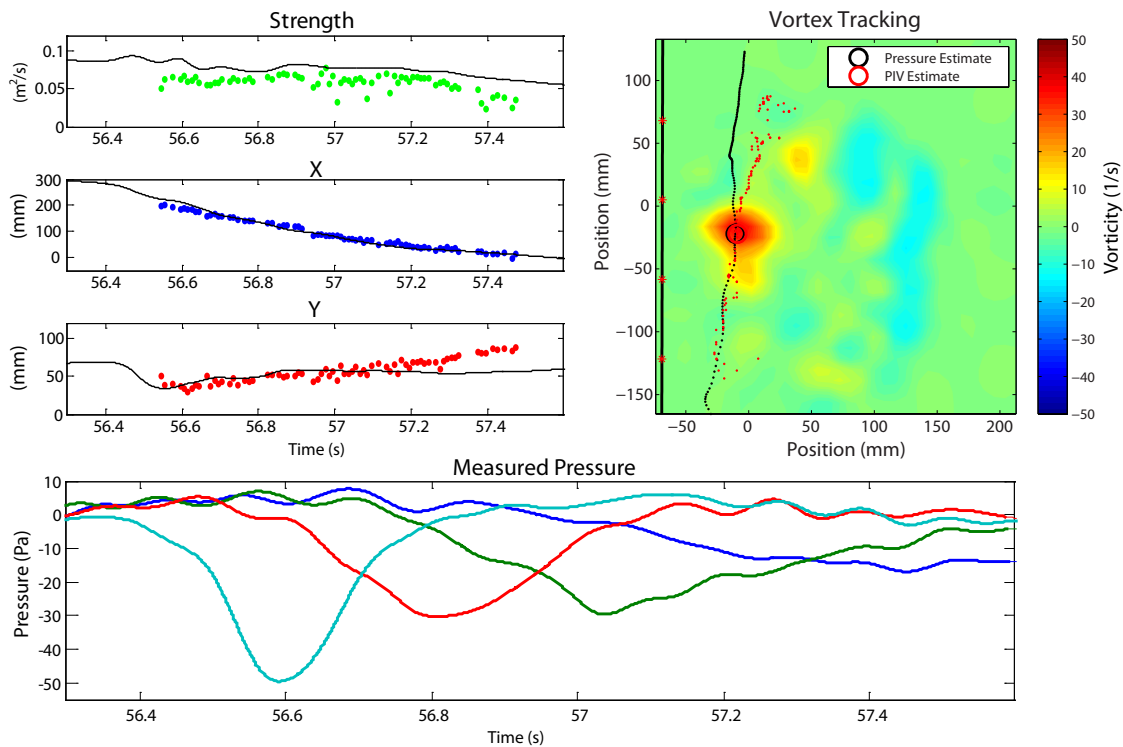 Strength
0.1
0.05
0
(m²/s)
56.4 56.6 56.8 57 57.2 57.4
X
300
200
100
0
(mm)
56.4 56.6 56.8 57 57.2 57.4
Y
100
50
0
(mm)
56.4 56.6 56.8 57 57.2 57.4
Time (s)
Vortex Tracking
Pressure Estimate
PIV Estimate
100
50
0
−50
−100
−150
Position (mm)
−50 0 50 100 150 200
Position (mm)
50
40
30
20
10
0
−10
−20
−30
−40
−50
Vorticity (1/s)
Measured Pressure
10
0
-10
-20
-30
-40
-50
Pressure (Pa)
56.4 56.6 56.8 57 57.2 57.4
Time (s)